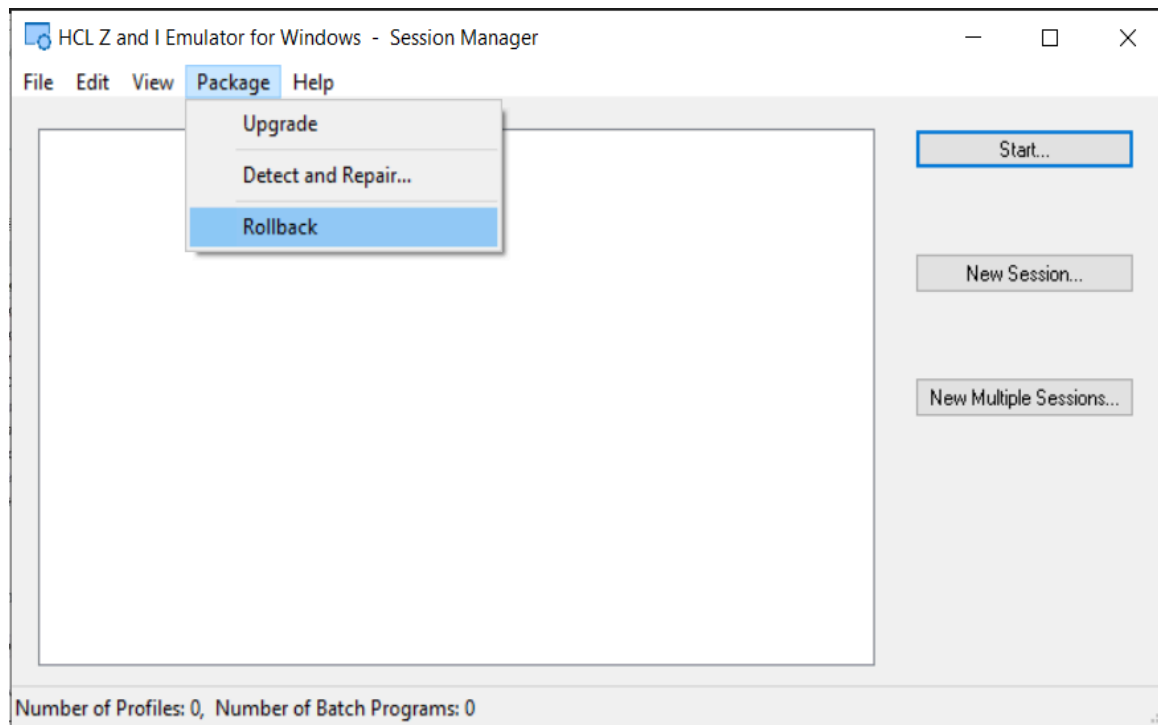 HCL Z and I Emulator for Windows - Session Manager
File Edit View Package Help
Upgrade
Detect and Repair...
Rollback
Start...
New Session...
New Multiple Sessions...
Number of Profiles: 0, Number of Batch Programs: 0